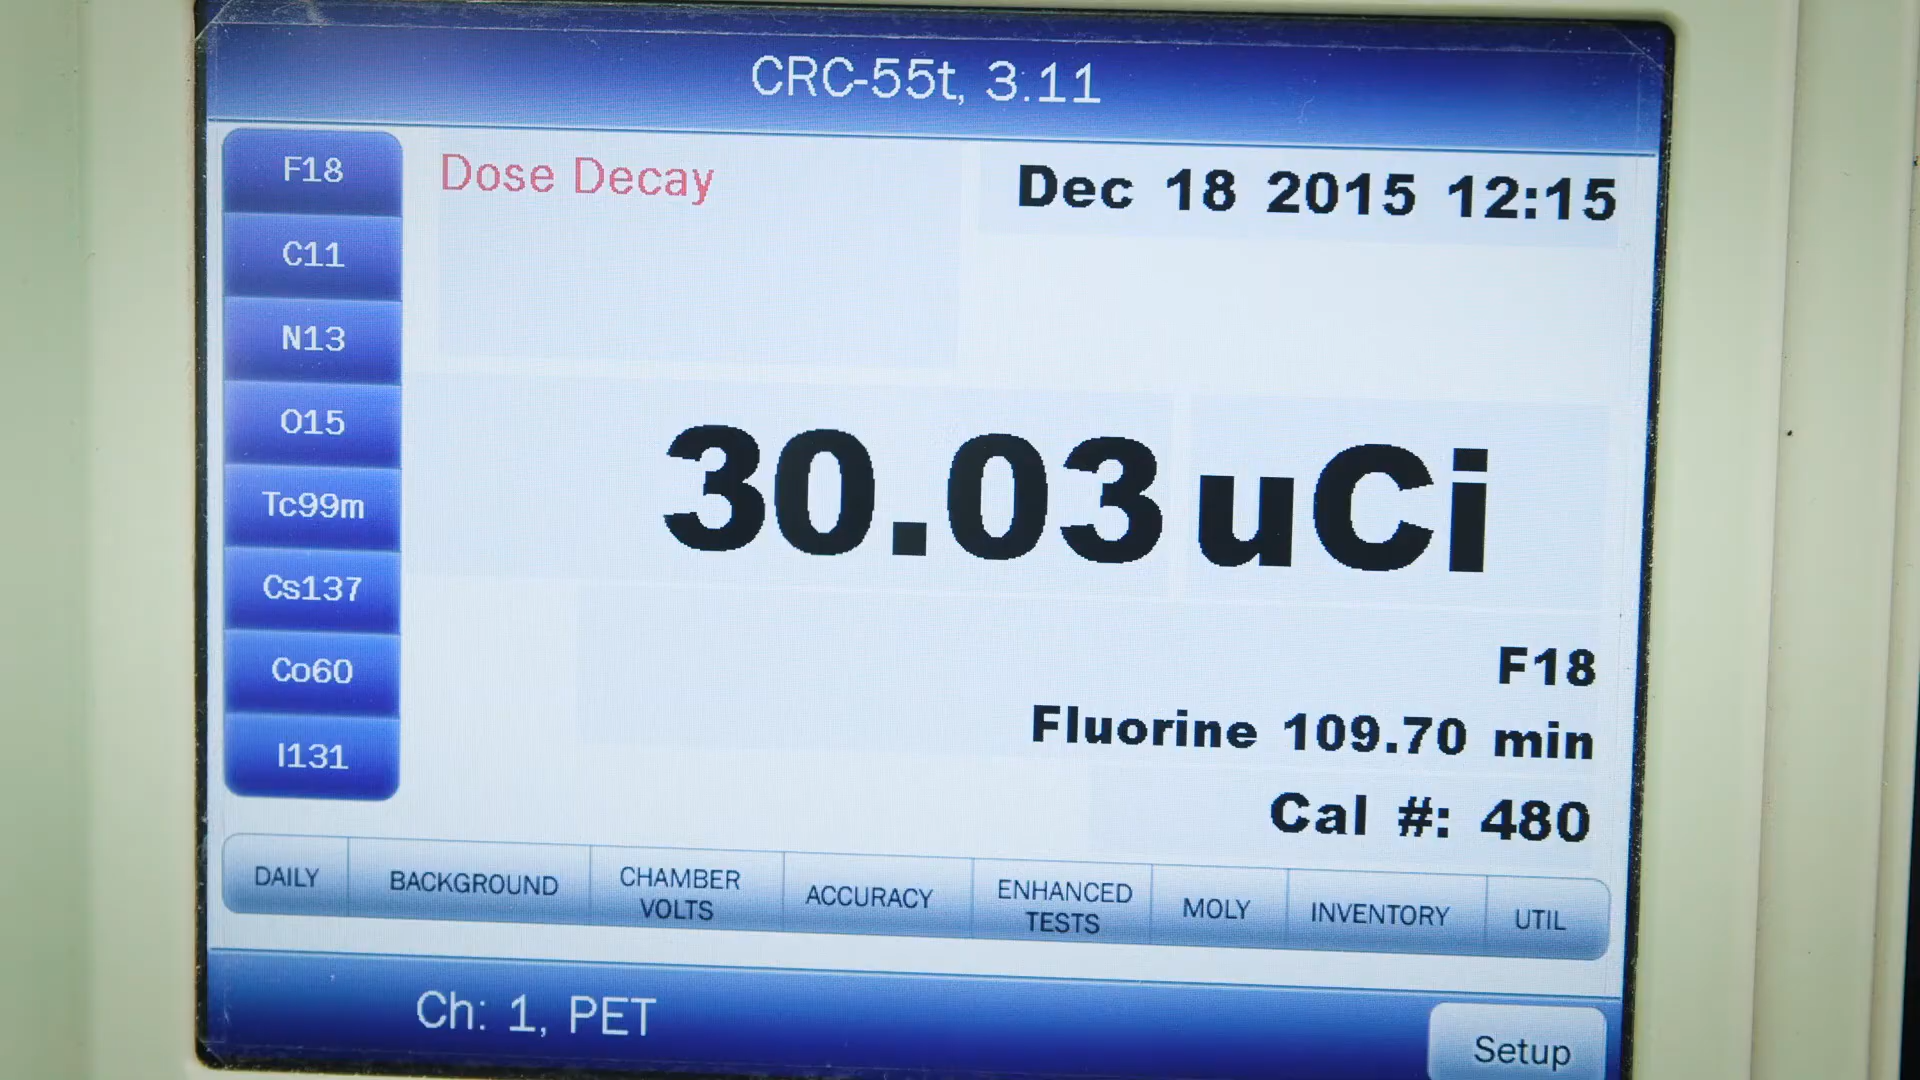 CRC-55t, 3.11
F18
C11
N13
O15
Tc99m
Cs137
Co60
I131
Dose Decay
Dec 18 2015 12:15
30.03 uCi
F18
Fluorine 109.70 min
Cal #: 480
DAILY
BACKGROUND
CHAMBER
VOLTS
ACCURACY
ENHANCED
TESTS
MOLY
INVENTORY
UTIL
Ch: 1, PET
Setup